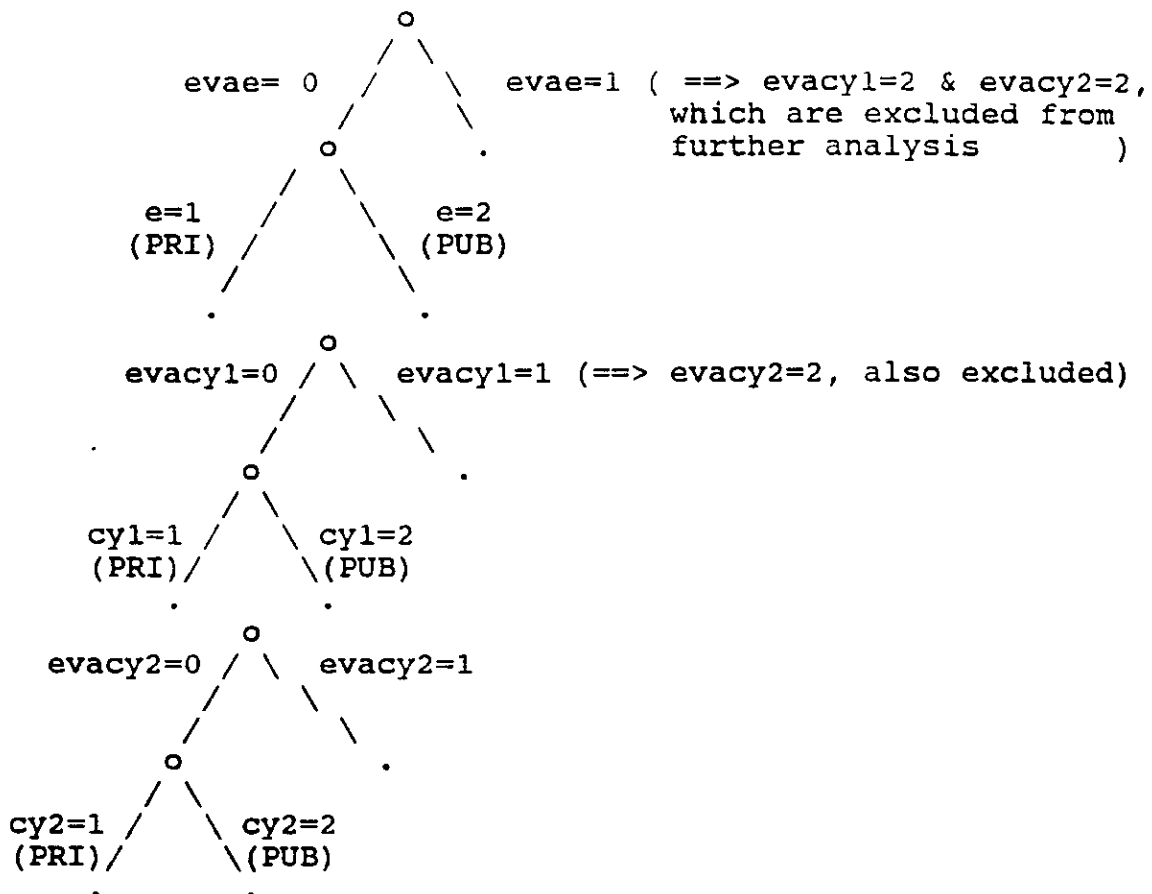 evae= 0 evae=1 ( ==> evacy1=2 & evacy2=2,
which are excluded from
further analysis )
e=1 e=2
(PRI) (PUB)
evacy1=0 evacy1=1 (==> evacy2=2, also excluded)
cy1=1 cy1=2
(PRI) (PUB)
evacy2=0 evacy2=1
cy2=1 cy2=2
(PRI) (PUB)